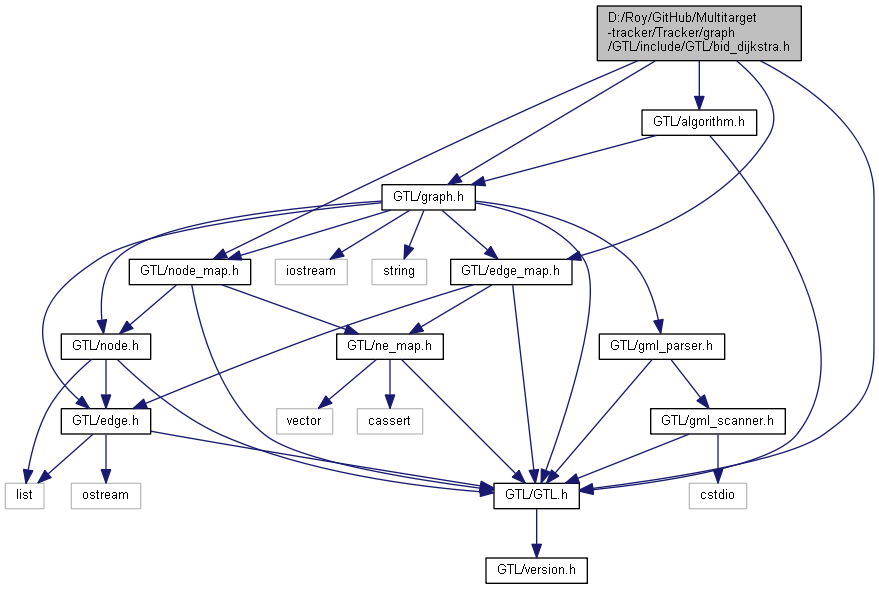 D:/Roy/GitHub/Multitarget
-tracker/Tracker/graph
/GTL/include/GTL/bid_dijkstra.h
GTL/algorithm.h
GTL/graph.h
GTL/node_map.h
iostream
string
GTL/edge_map.h
GTL/node.h
GTL/ne_map.h
GTL/gml_parser.h
GTL/edge.h
vector
cassert
GTL/gml_scanner.h
list
ostream
GTL/GTL.h
cstdio
GTL/version.h